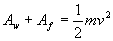 A_w + A_f = \frac{1}{2}mv^2